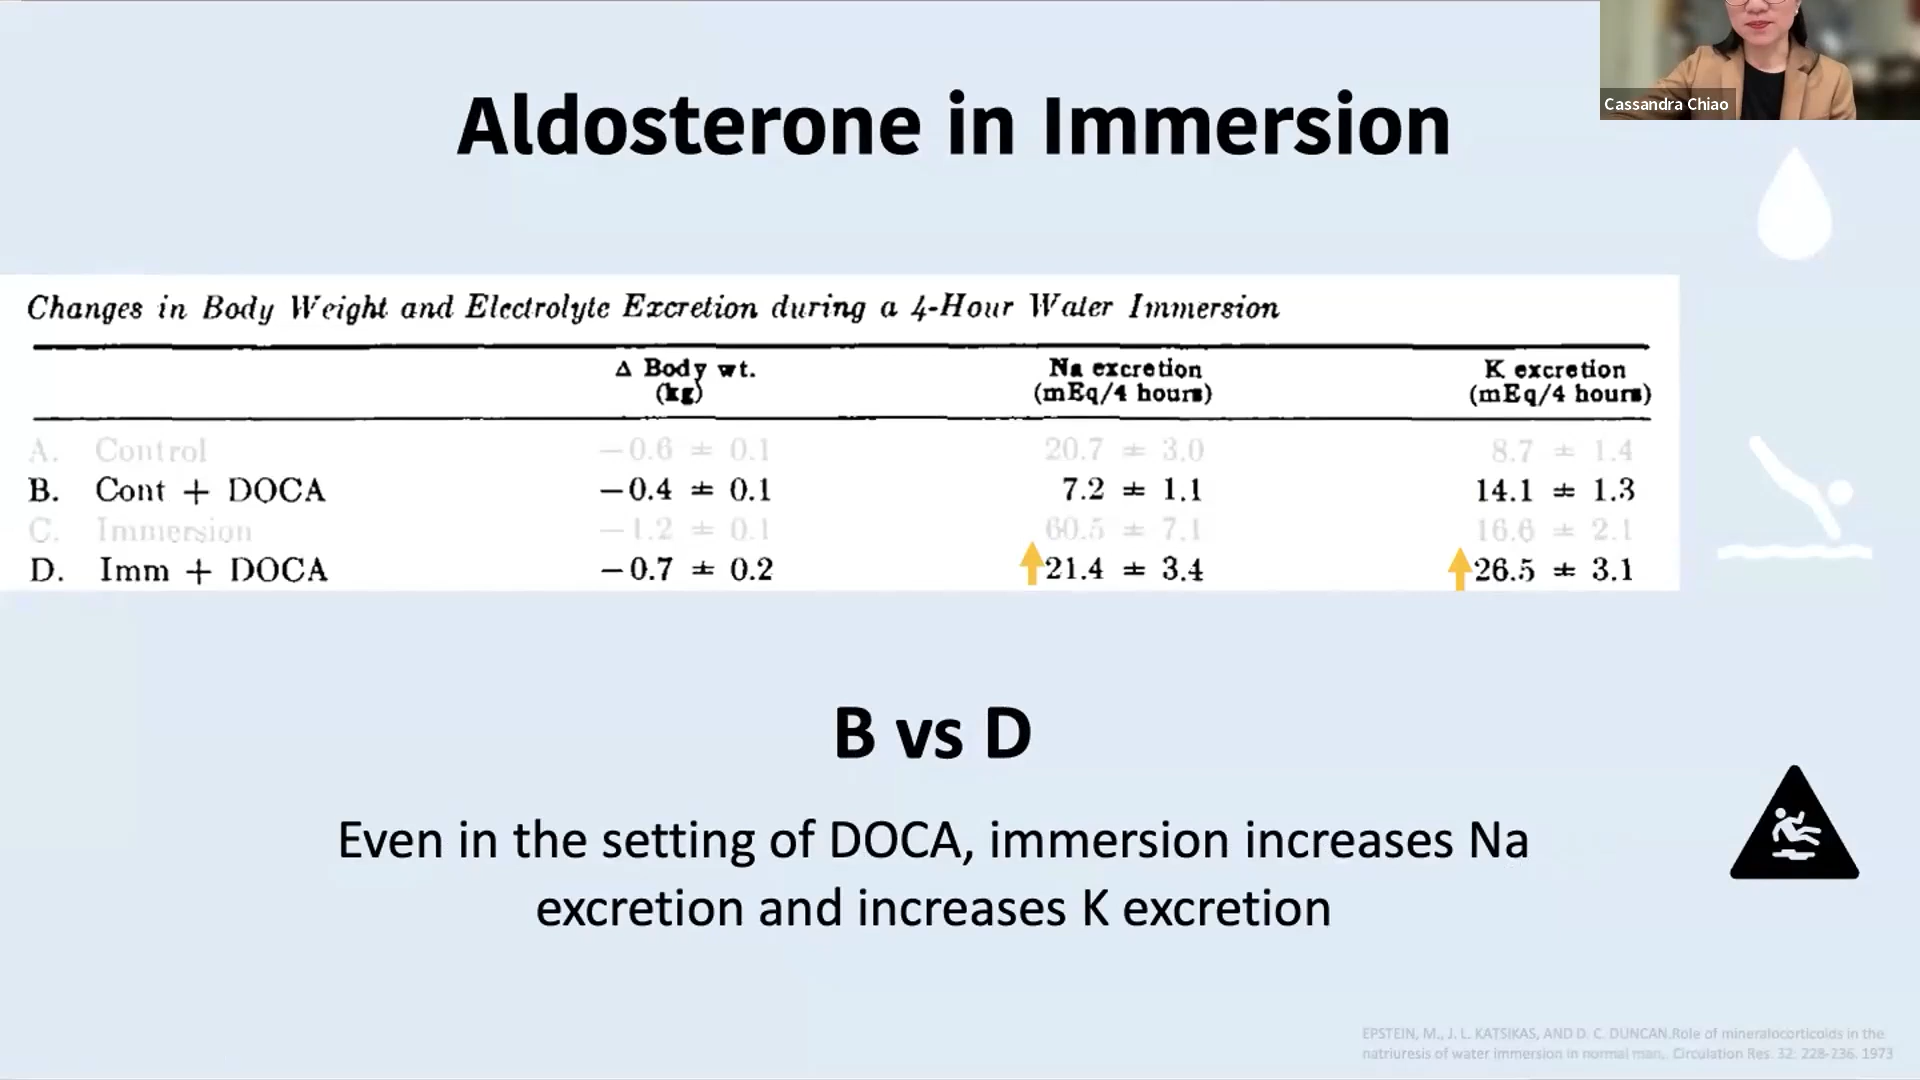 Cassandra Chiao
Aldosterone in Immersion
Changes in Body Weight and Electrolyte Excretion during a 4-Hour Water Immersion
Δ Body wt. Na excretion K excretion
(kg) (mEq/4 hours) (mEq/4 hours)
A. Control −0.6 ± 0.1 20.7 ± 3.0 8.7 ± 1.4
B. Cont + DOCA −0.4 ± 0.1 7.2 ± 1.1 14.1 ± 1.3
C. Immersion −1.2 ± 0.1 60.5 ± 7.1 16.6 ± 2.1
D. Imm + DOCA −0.7 ± 0.2 21.4 ± 3.4 26.5 ± 3.1
B vs D
Even in the setting of DOCA, immersion increases Na
excretion and increases K excretion
EPSTEIN, M., J. L. KATSIKAS, AND D. C. DUNCAN.Role of mineralocorticoids in the
natriuresis of water immersion in normal man,. Circulation Res. 32: 228-236. 1973